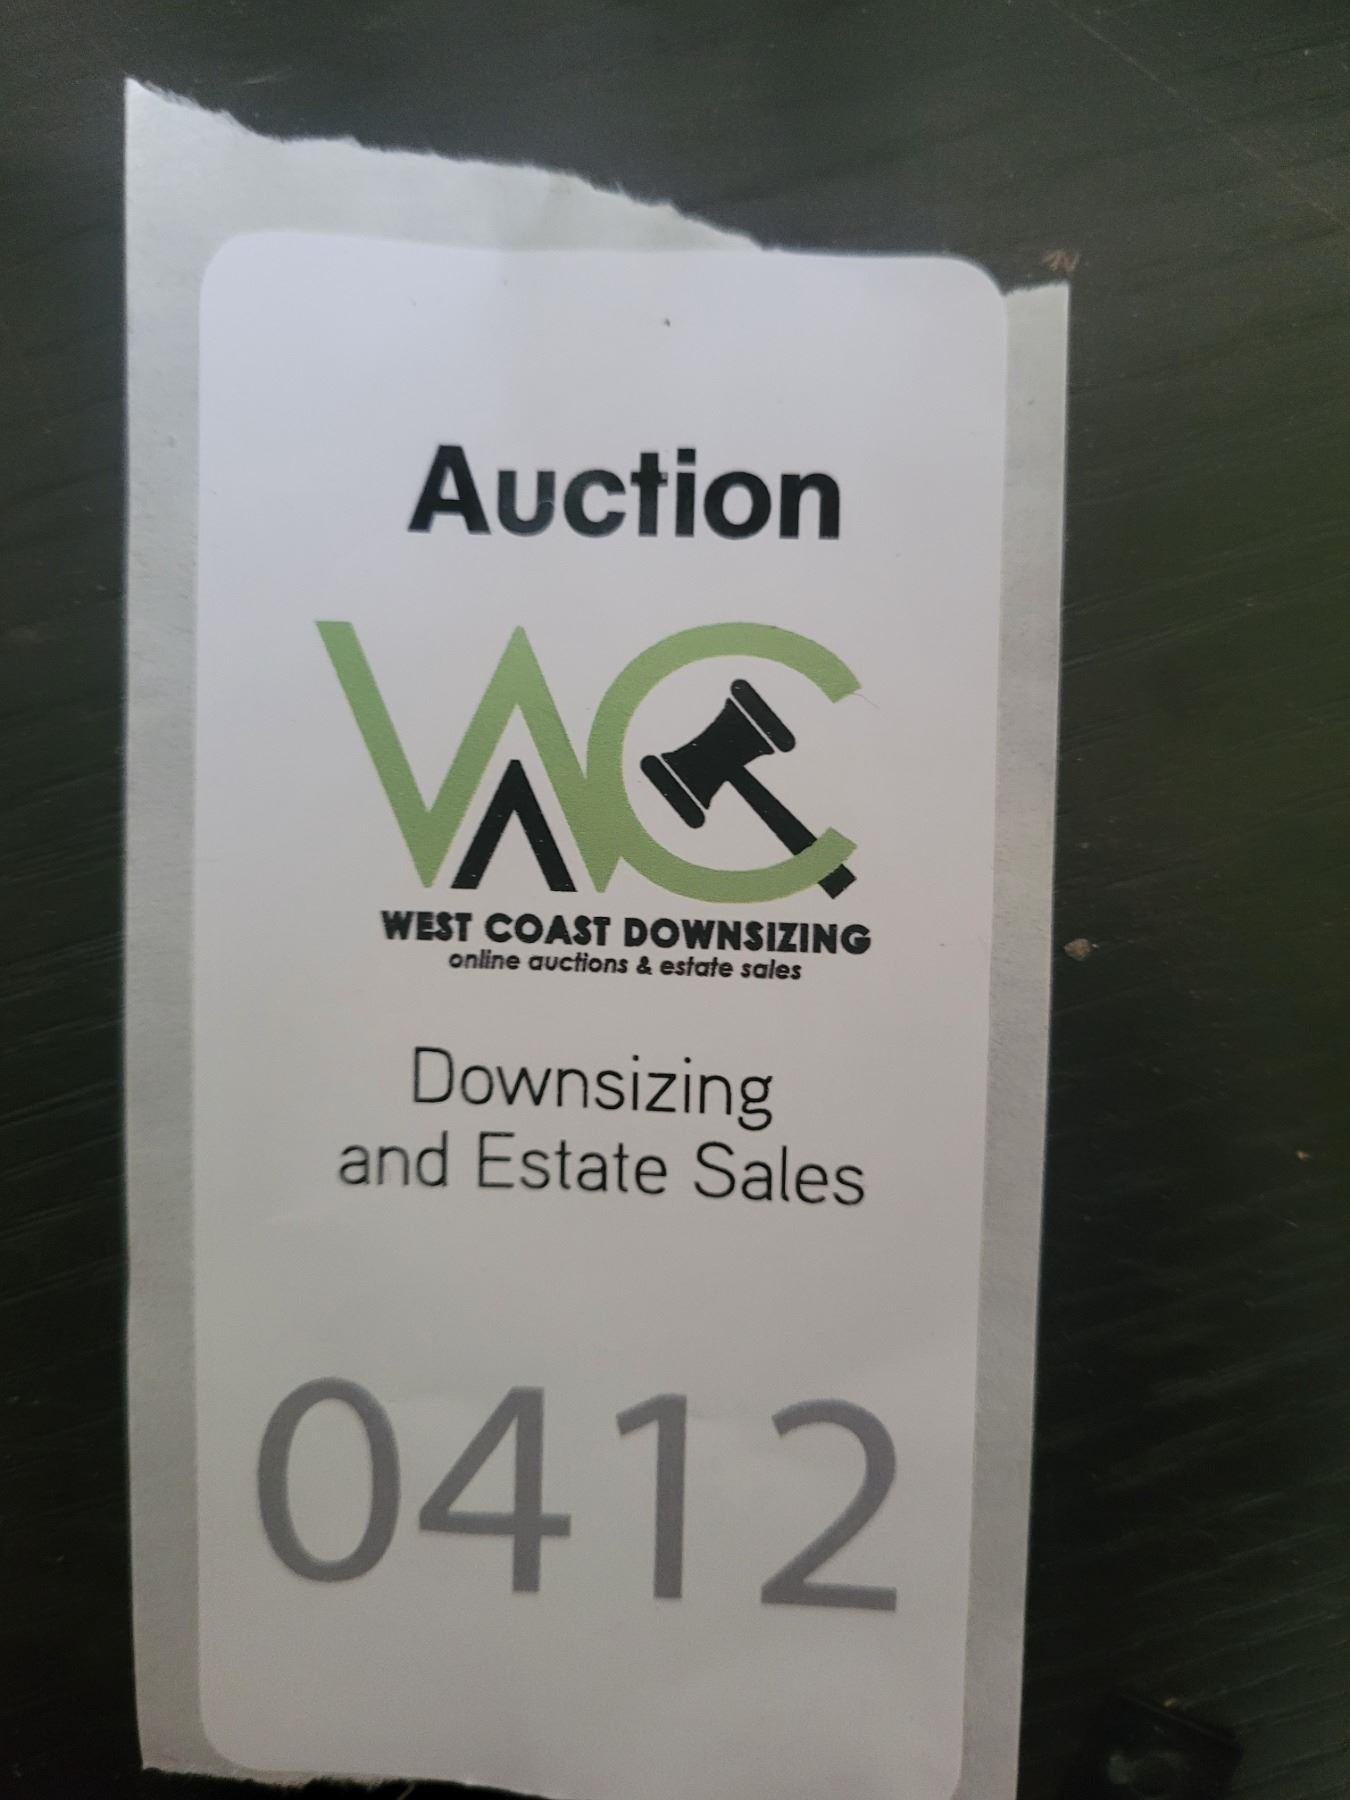 Auction
WC
WEST COAST DOWNSIZING
online auctions & estate sales
Downsizing
and Estate Sales
0412